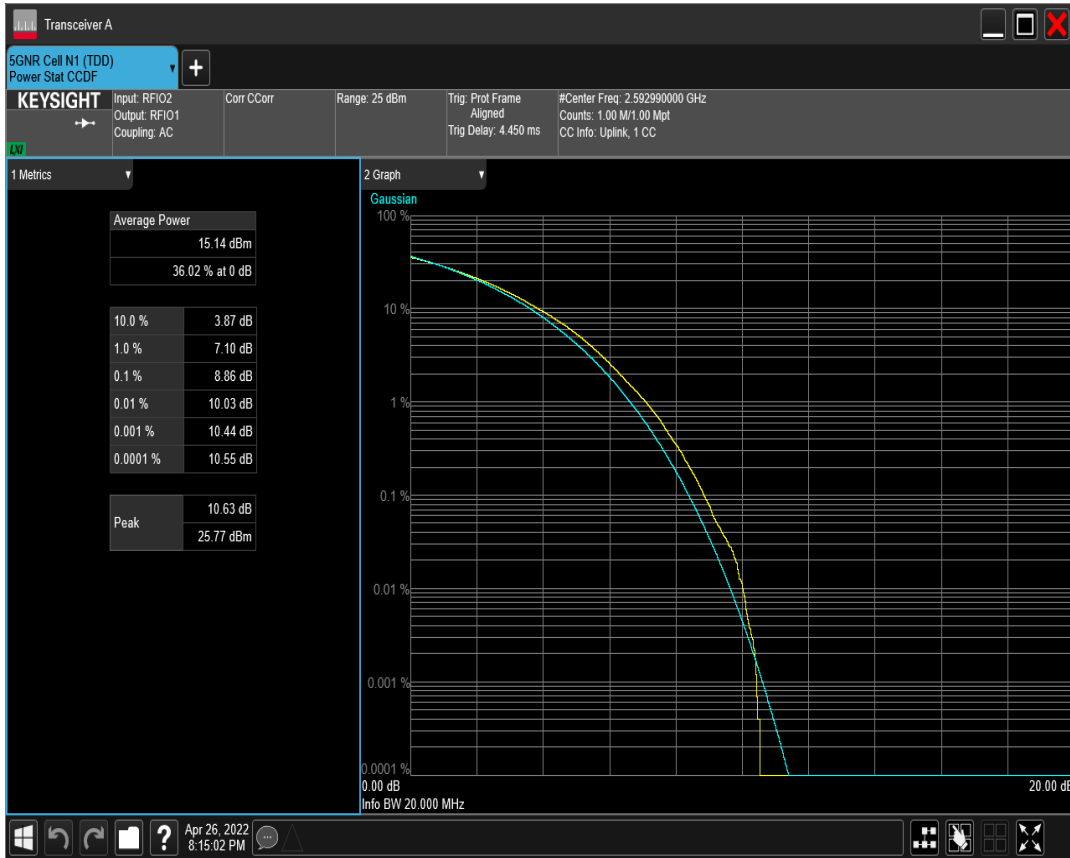 Transceiver A
5GNR Cell N1 (TDD)
Power Stat CCDF
KEYSIGHT
LXI
Input: RFIO2
Output: RFIO1
Coupling: AC
Corr CCorr
Range: 25 dBm
Trig: Prot Frame
Aligned
Trig Delay: 4.450 ms
#Center Freq: 2.592990000 GHz
Counts: 1.00 M/1.00 Mpt
CC Info: Uplink, 1 CC
1 Metrics
Average Power
15.14 dBm
36.02 % at 0 dB
10.0 % 3.87 dB
1.0 % 7.10 dB
0.1 % 8.86 dB
0.01 % 10.03 dB
0.001 % 10.44 dB
0.0001 % 10.55 dB
Peak
10.63 dB
25.77 dBm
2 Graph
Gaussian
100 %
10 %
1 %
0.1 %
0.01 %
0.001 %
0.0001 %
0.00 dB 20.00 dB
Info BW 20.000 MHz
? Apr 26, 2022
8:15:02 PM